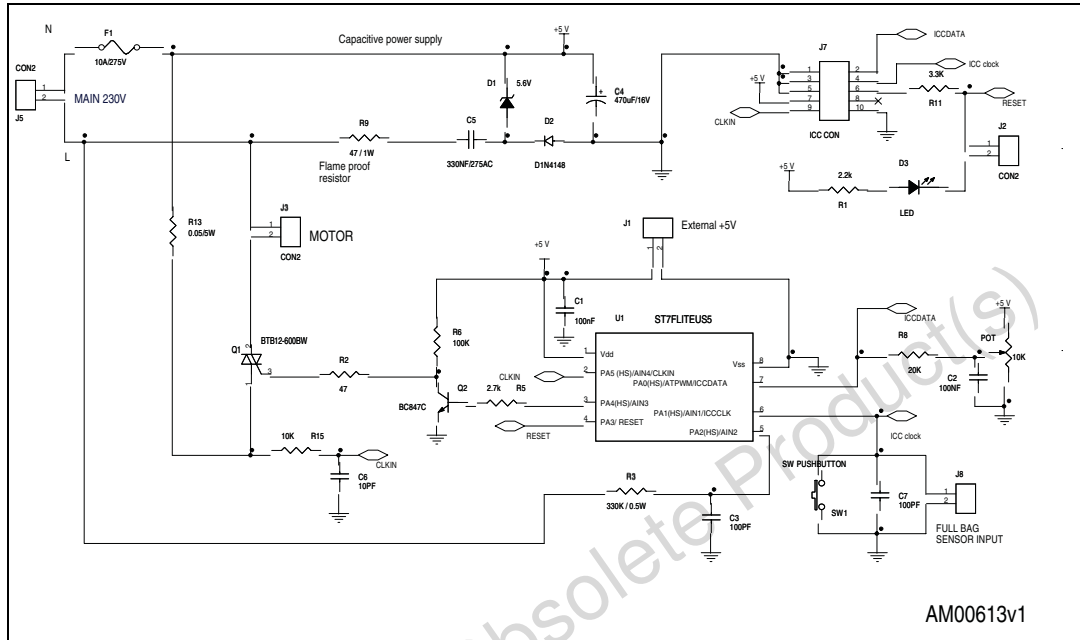 N
F1
10A/275V
Capacitive power supply
+5 V
CON2
1
2
J5
MAIN 230V
L
D1
5.6V
C4
470uF/16V
R9
47 / 1W
Flame proof
resistor
C5
330NF/275AC
D2
D1N4148
J7
1
2
3
4
5
6
7
8
9
10
ICC CON
+5 V
CLKIN
ICCDATA
ICC clock
3.3K
R11
RESET
J2
1
2
CON2
+5 V
2.2k
R1
D3
LED
R13
0.05/5W
J3
1
2
CON2
MOTOR
J1
External +5V
1
2
+5 V
C1
100nF
U1
ST7FLITEUS5
1
Vdd
2
PA5 (HS)/AIN4/CLKIN
3
PA4(HS)/AIN3
4
PA3/ RESET
Vss
8
PA0(HS)/ATPWM/ICCDATA
7
PA1(HS)/AIN1/ICCCLK
6
PA2(HS)/AIN2
5
R6
100K
BTB12-600BW
Q1
2
3
1
R2
47
Q2
BC847C
CLKIN
2.7k
R5
RESET
ICCDATA
R8
20K
C2
100NF
+5 V
POT
10K
10K
R15
CLKIN
C6
10PF
R3
330K / 0.5W
C3
100PF
ICC clock
SW PUSHBUTTON
SW1
C7
100PF
J8
1
2
FULL BAG
SENSOR INPUT
Obsolete Product(s)
AM00613v1